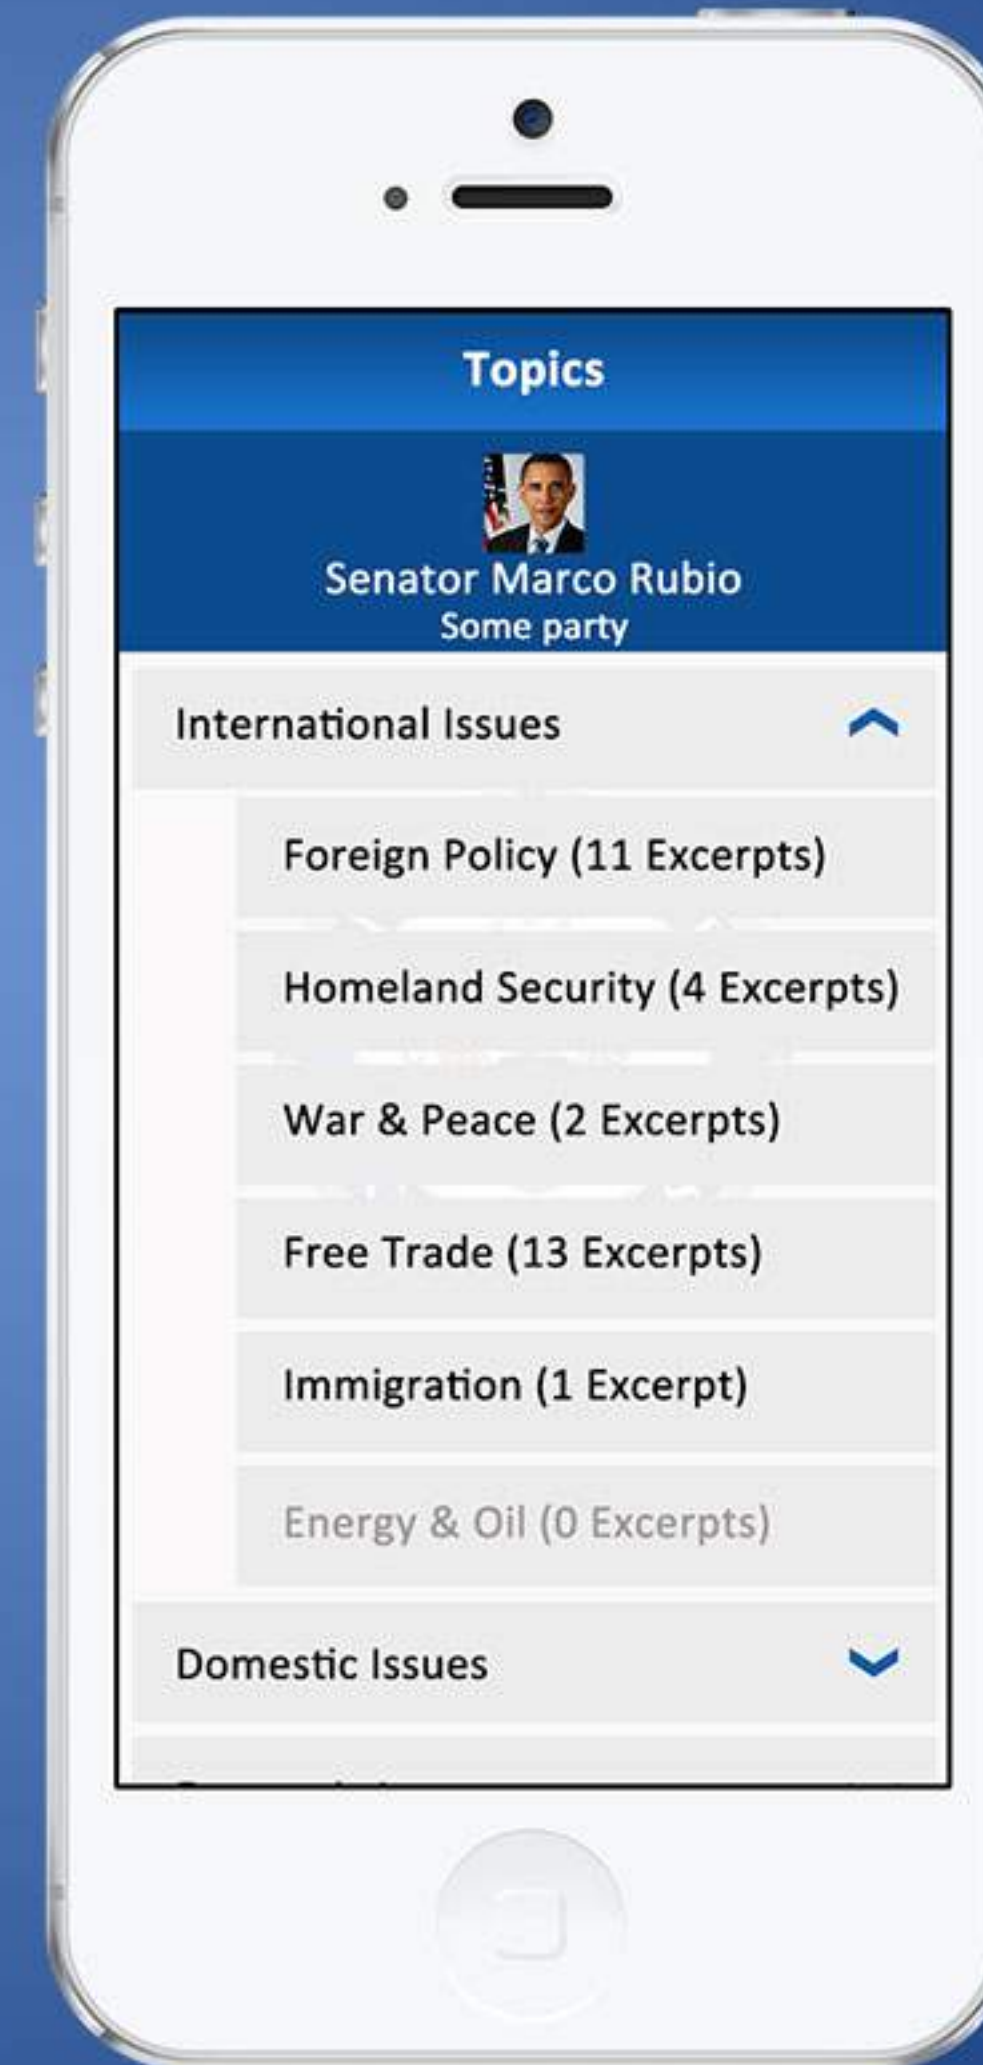 Topics
Senator Marco Rubio
Some party
International Issues
Foreign Policy (11 Excerpts)
Homeland Security (4 Excerpts)
War & Peace (2 Excerpts)
Free Trade (13 Excerpts)
Immigration (1 Excerpt)
Energy & Oil (0 Excerpts)
Domestic Issues